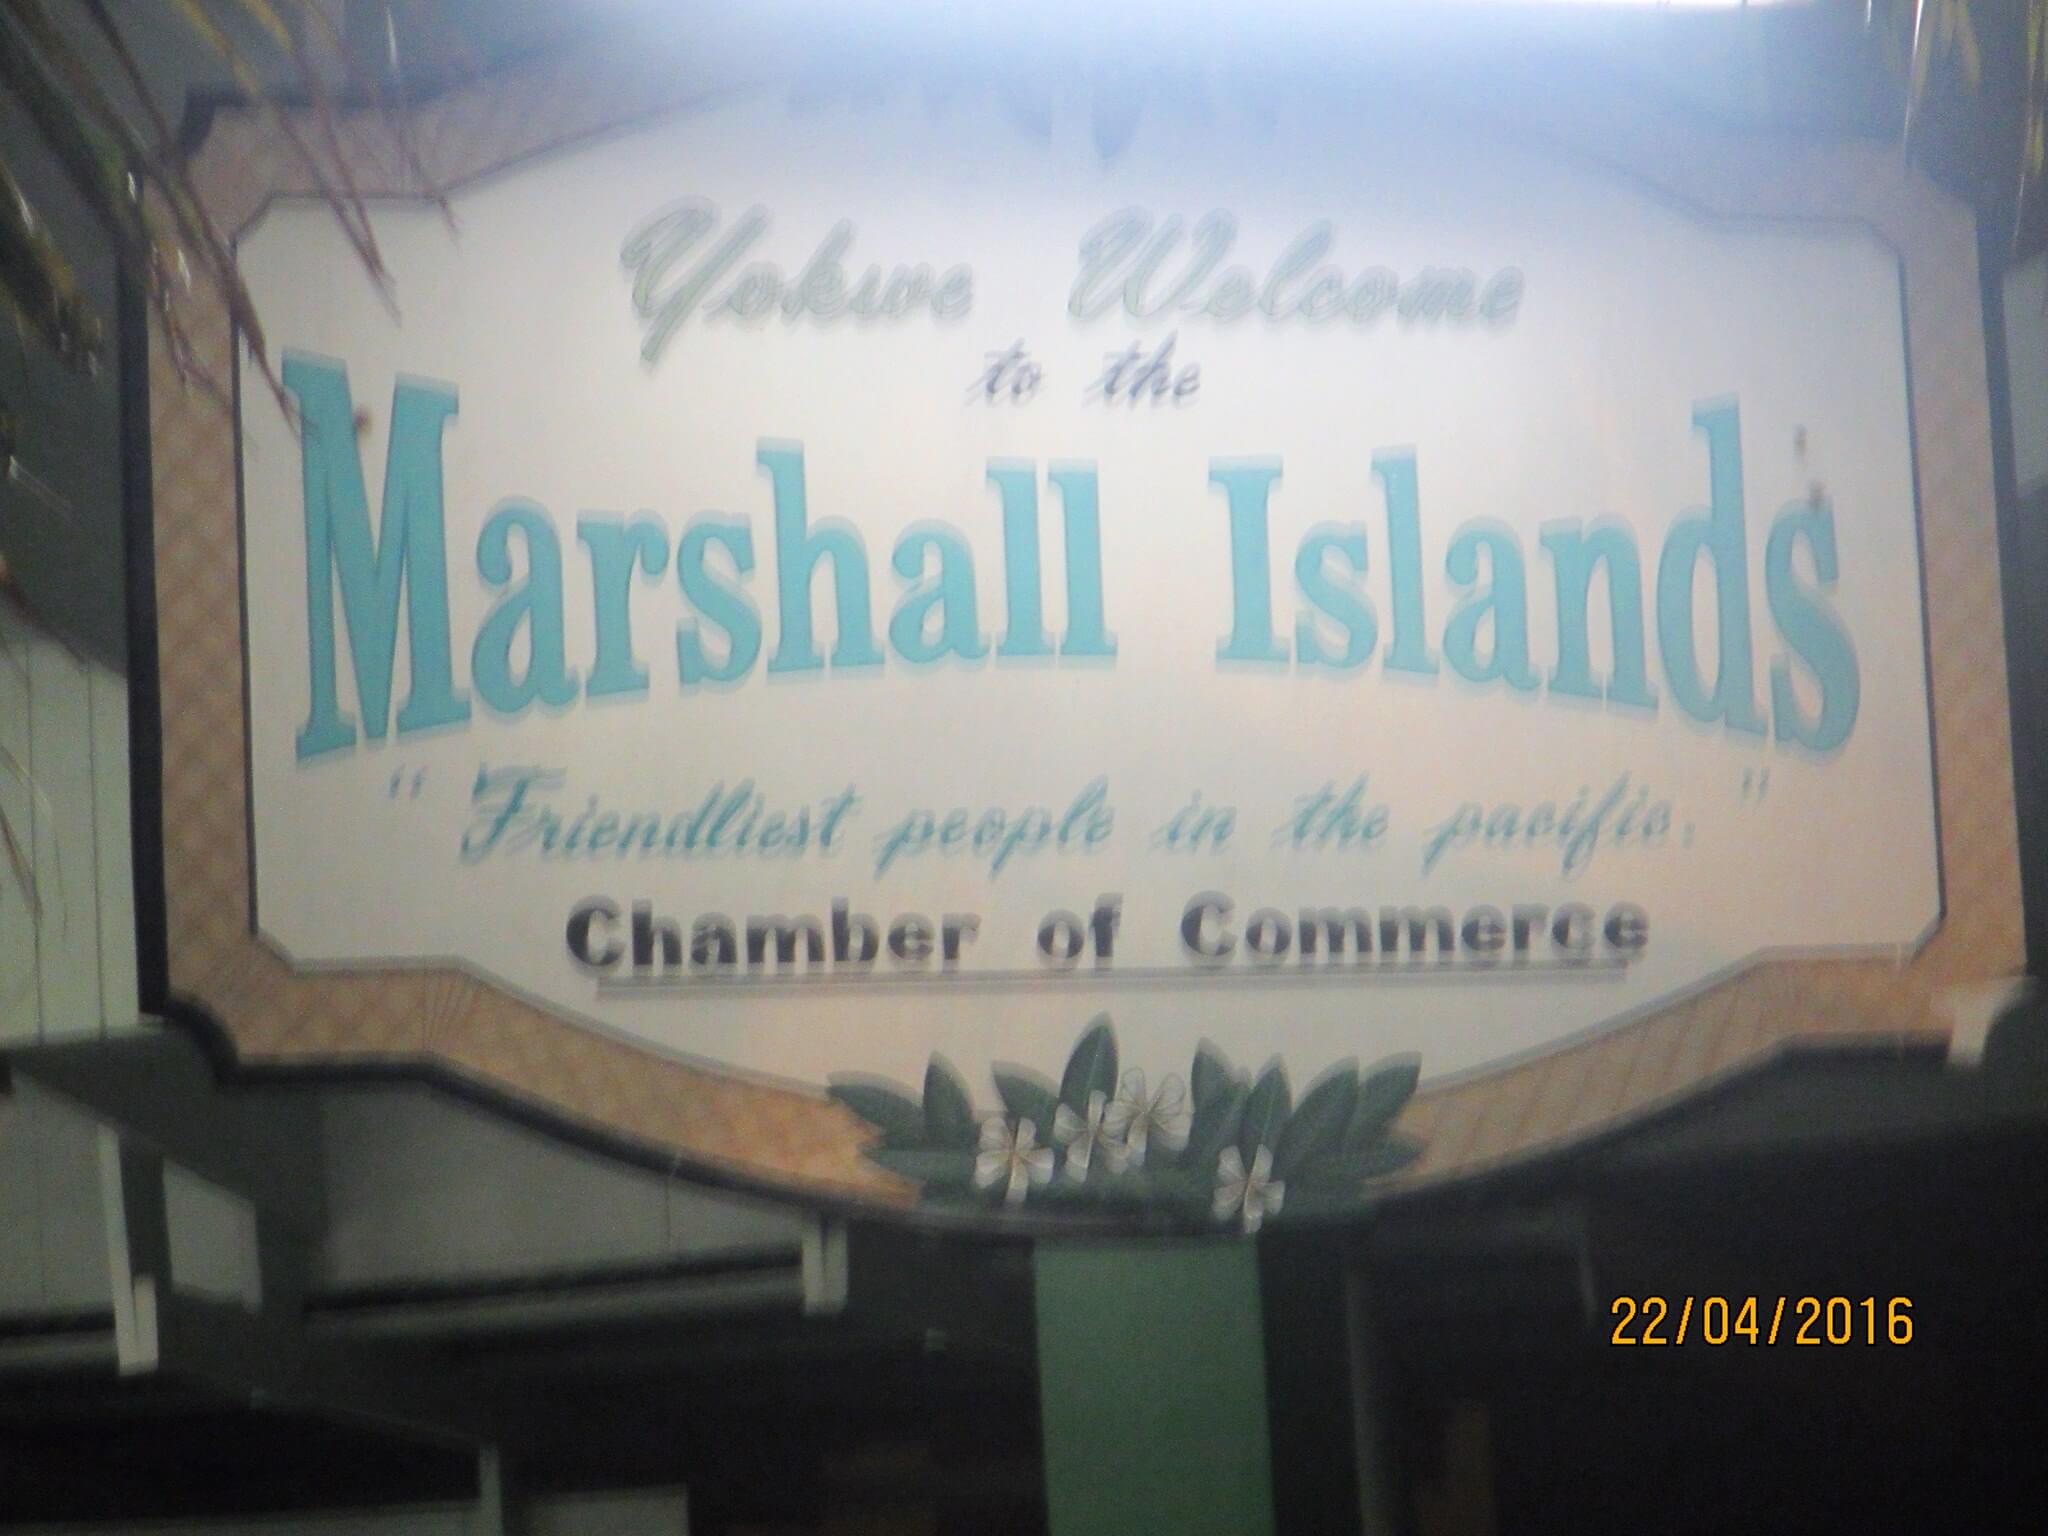 Yokwe Welcome
to the
Marshall Islands
"Friendliest people in the pacific."
Chamber of Commerce
22/04/2016